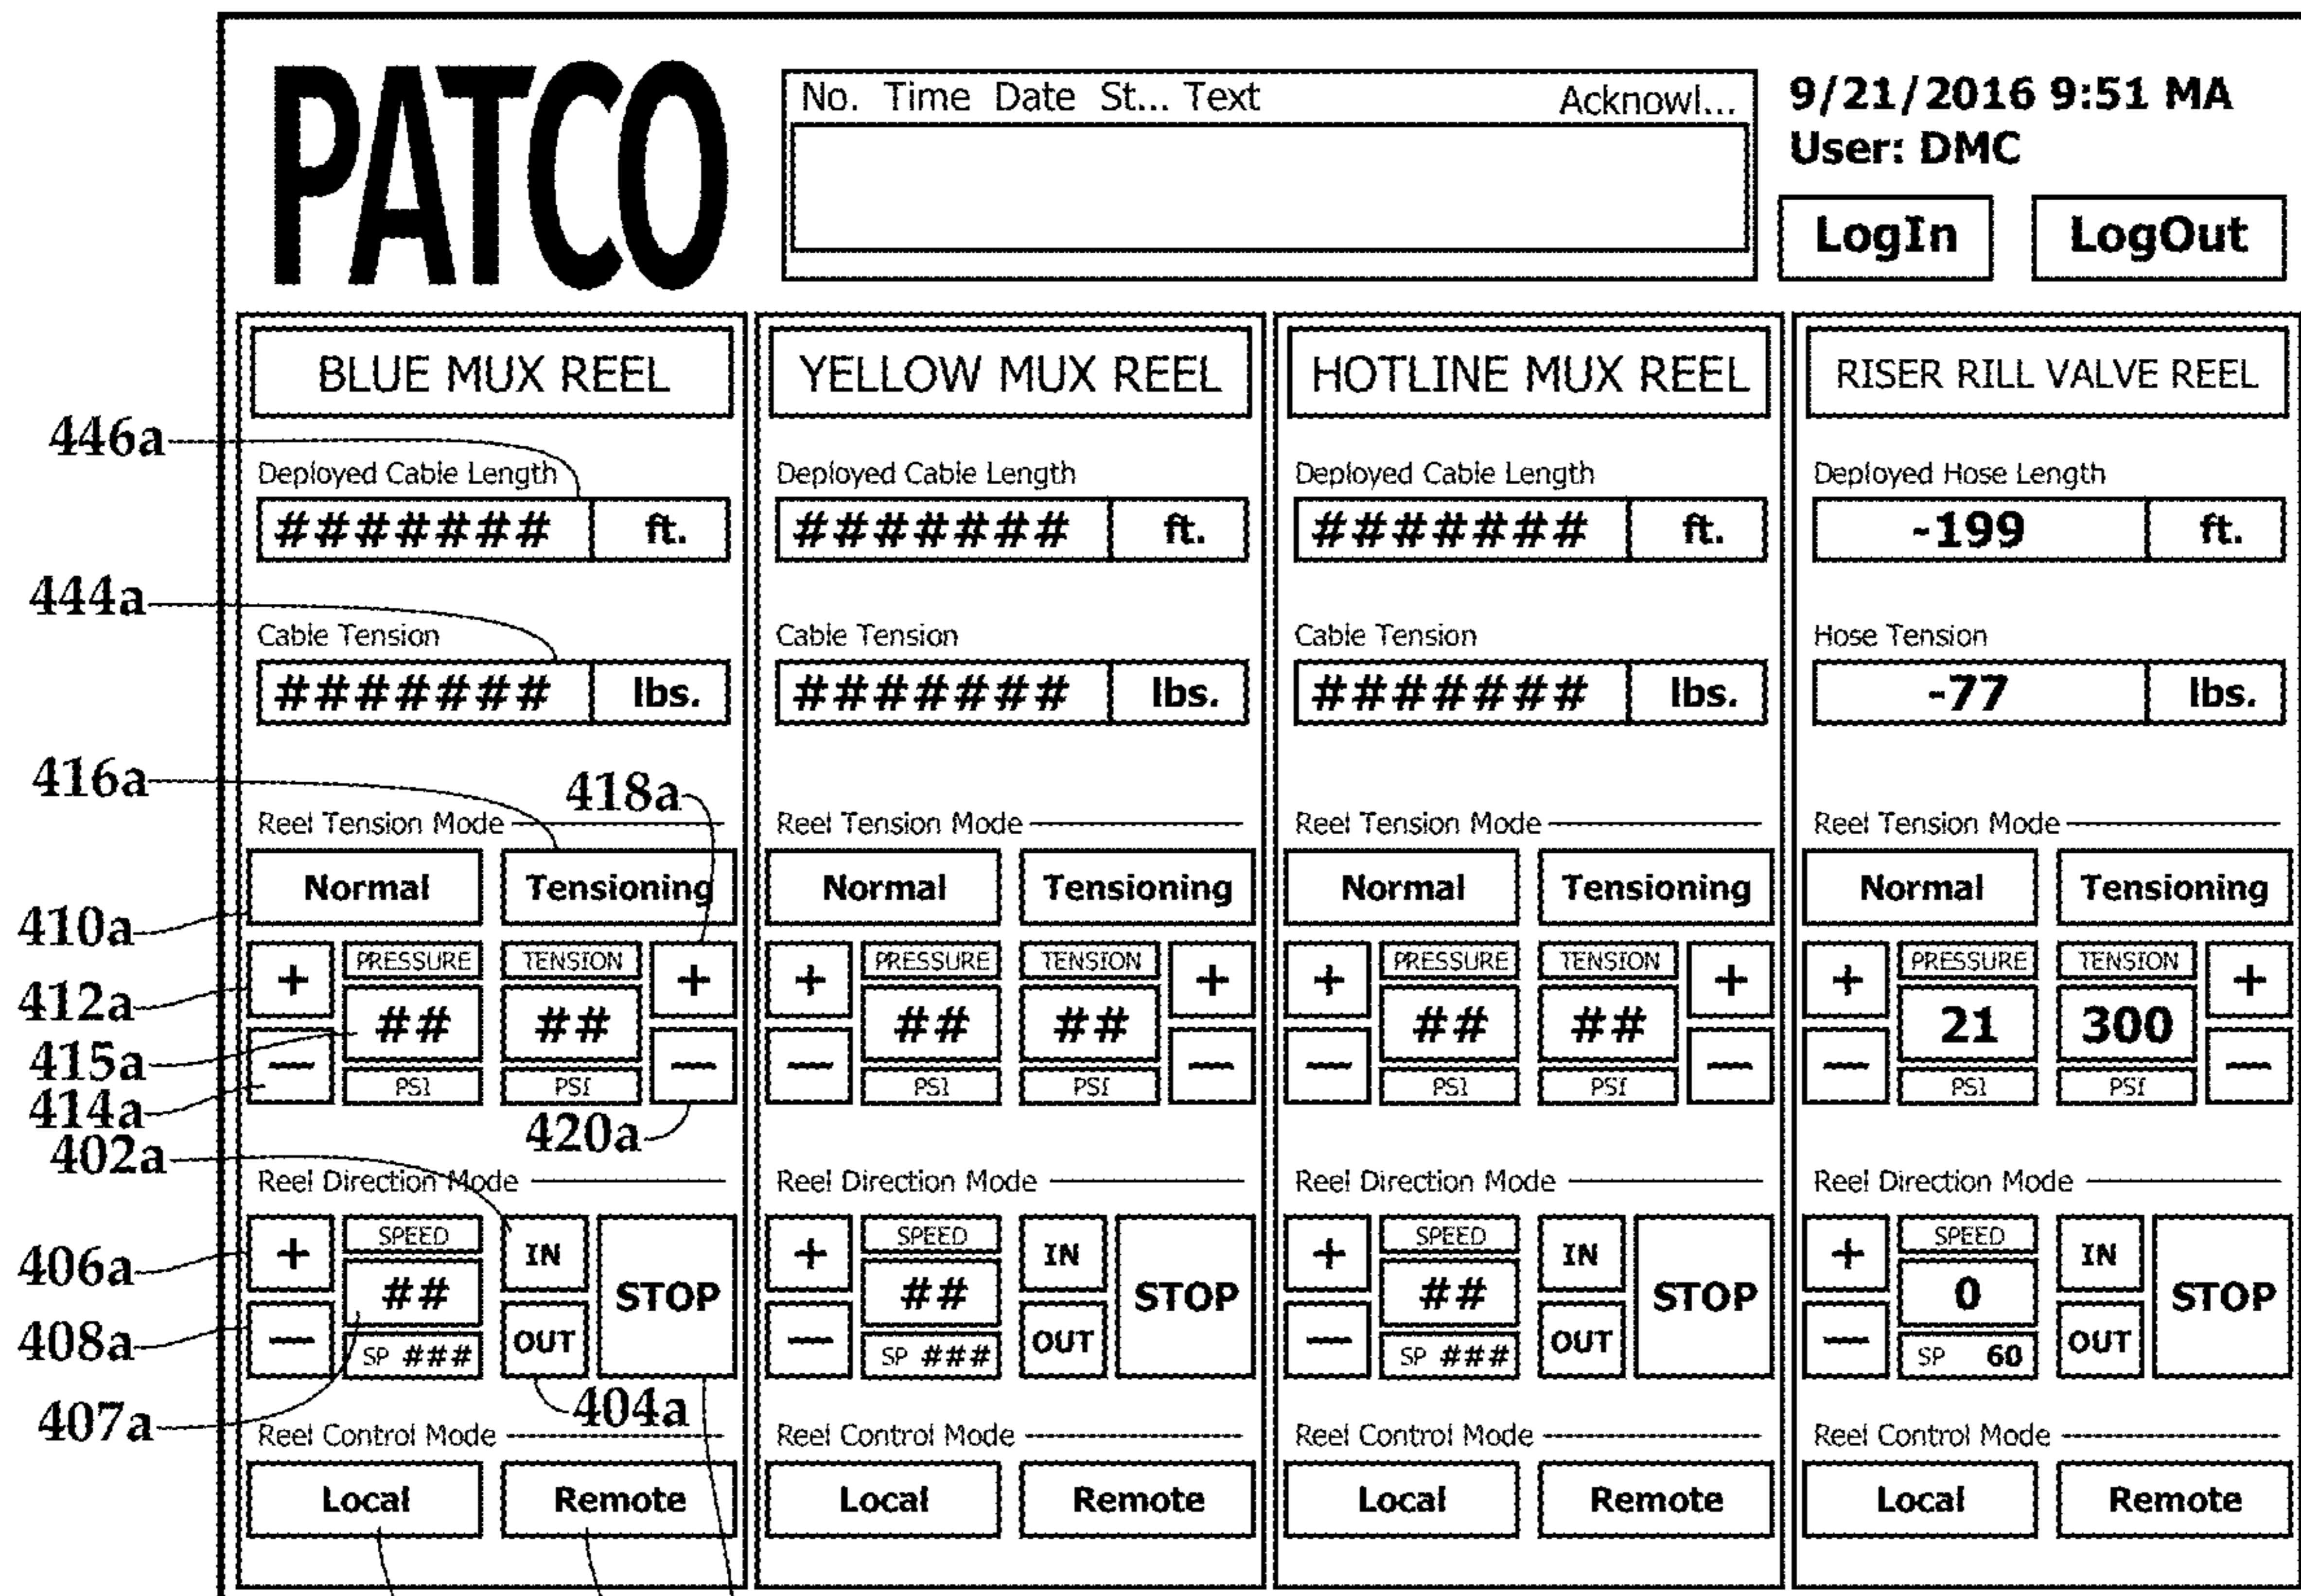 PATCO
No. Time Date St... Text Acknowl...
9/21/2016 9:51 MA
User: DMC
LogIn LogOut
BLUE MUX REEL YELLOW MUX REEL HOTLINE MUX REEL RISER RILL VALVE REEL
446a
Deployed Cable Length Deployed Cable Length Deployed Cable Length Deployed Hose Length
####### ft. ####### ft. ####### ft. -199 ft.
444a
Cable Tension Cable Tension Cable Tension Hose Tension
####### lbs. ####### lbs. ####### lbs. -77 lbs.
416a 418a
Reel Tension Mode Reel Tension Mode Reel Tension Mode Reel Tension Mode
Normal Tensioning Normal Tensioning Normal Tensioning Normal Tensioning
410a
+ PRESSURE TENSION + + PRESSURE TENSION + + PRESSURE TENSION + + PRESSURE TENSION +
412a
## ## ## ## ## ## 21 300
415a
— PSI PSI — — PSI PSI — — PSI PSI — — PSI PSI —
414a
420a
402a
Reel Direction Mode Reel Direction Mode Reel Direction Mode Reel Direction Mode
+ SPEED IN + SPEED IN + SPEED IN + SPEED IN
406a
## STOP ## STOP ## STOP 0 STOP
408a
— SP ### OUT — SP ### OUT — SP ### OUT — SP 60 OUT
407a 404a
Reel Control Mode Reel Control Mode Reel Control Mode Reel Control Mode
Local Remote Local Remote Local Remote Local Remote